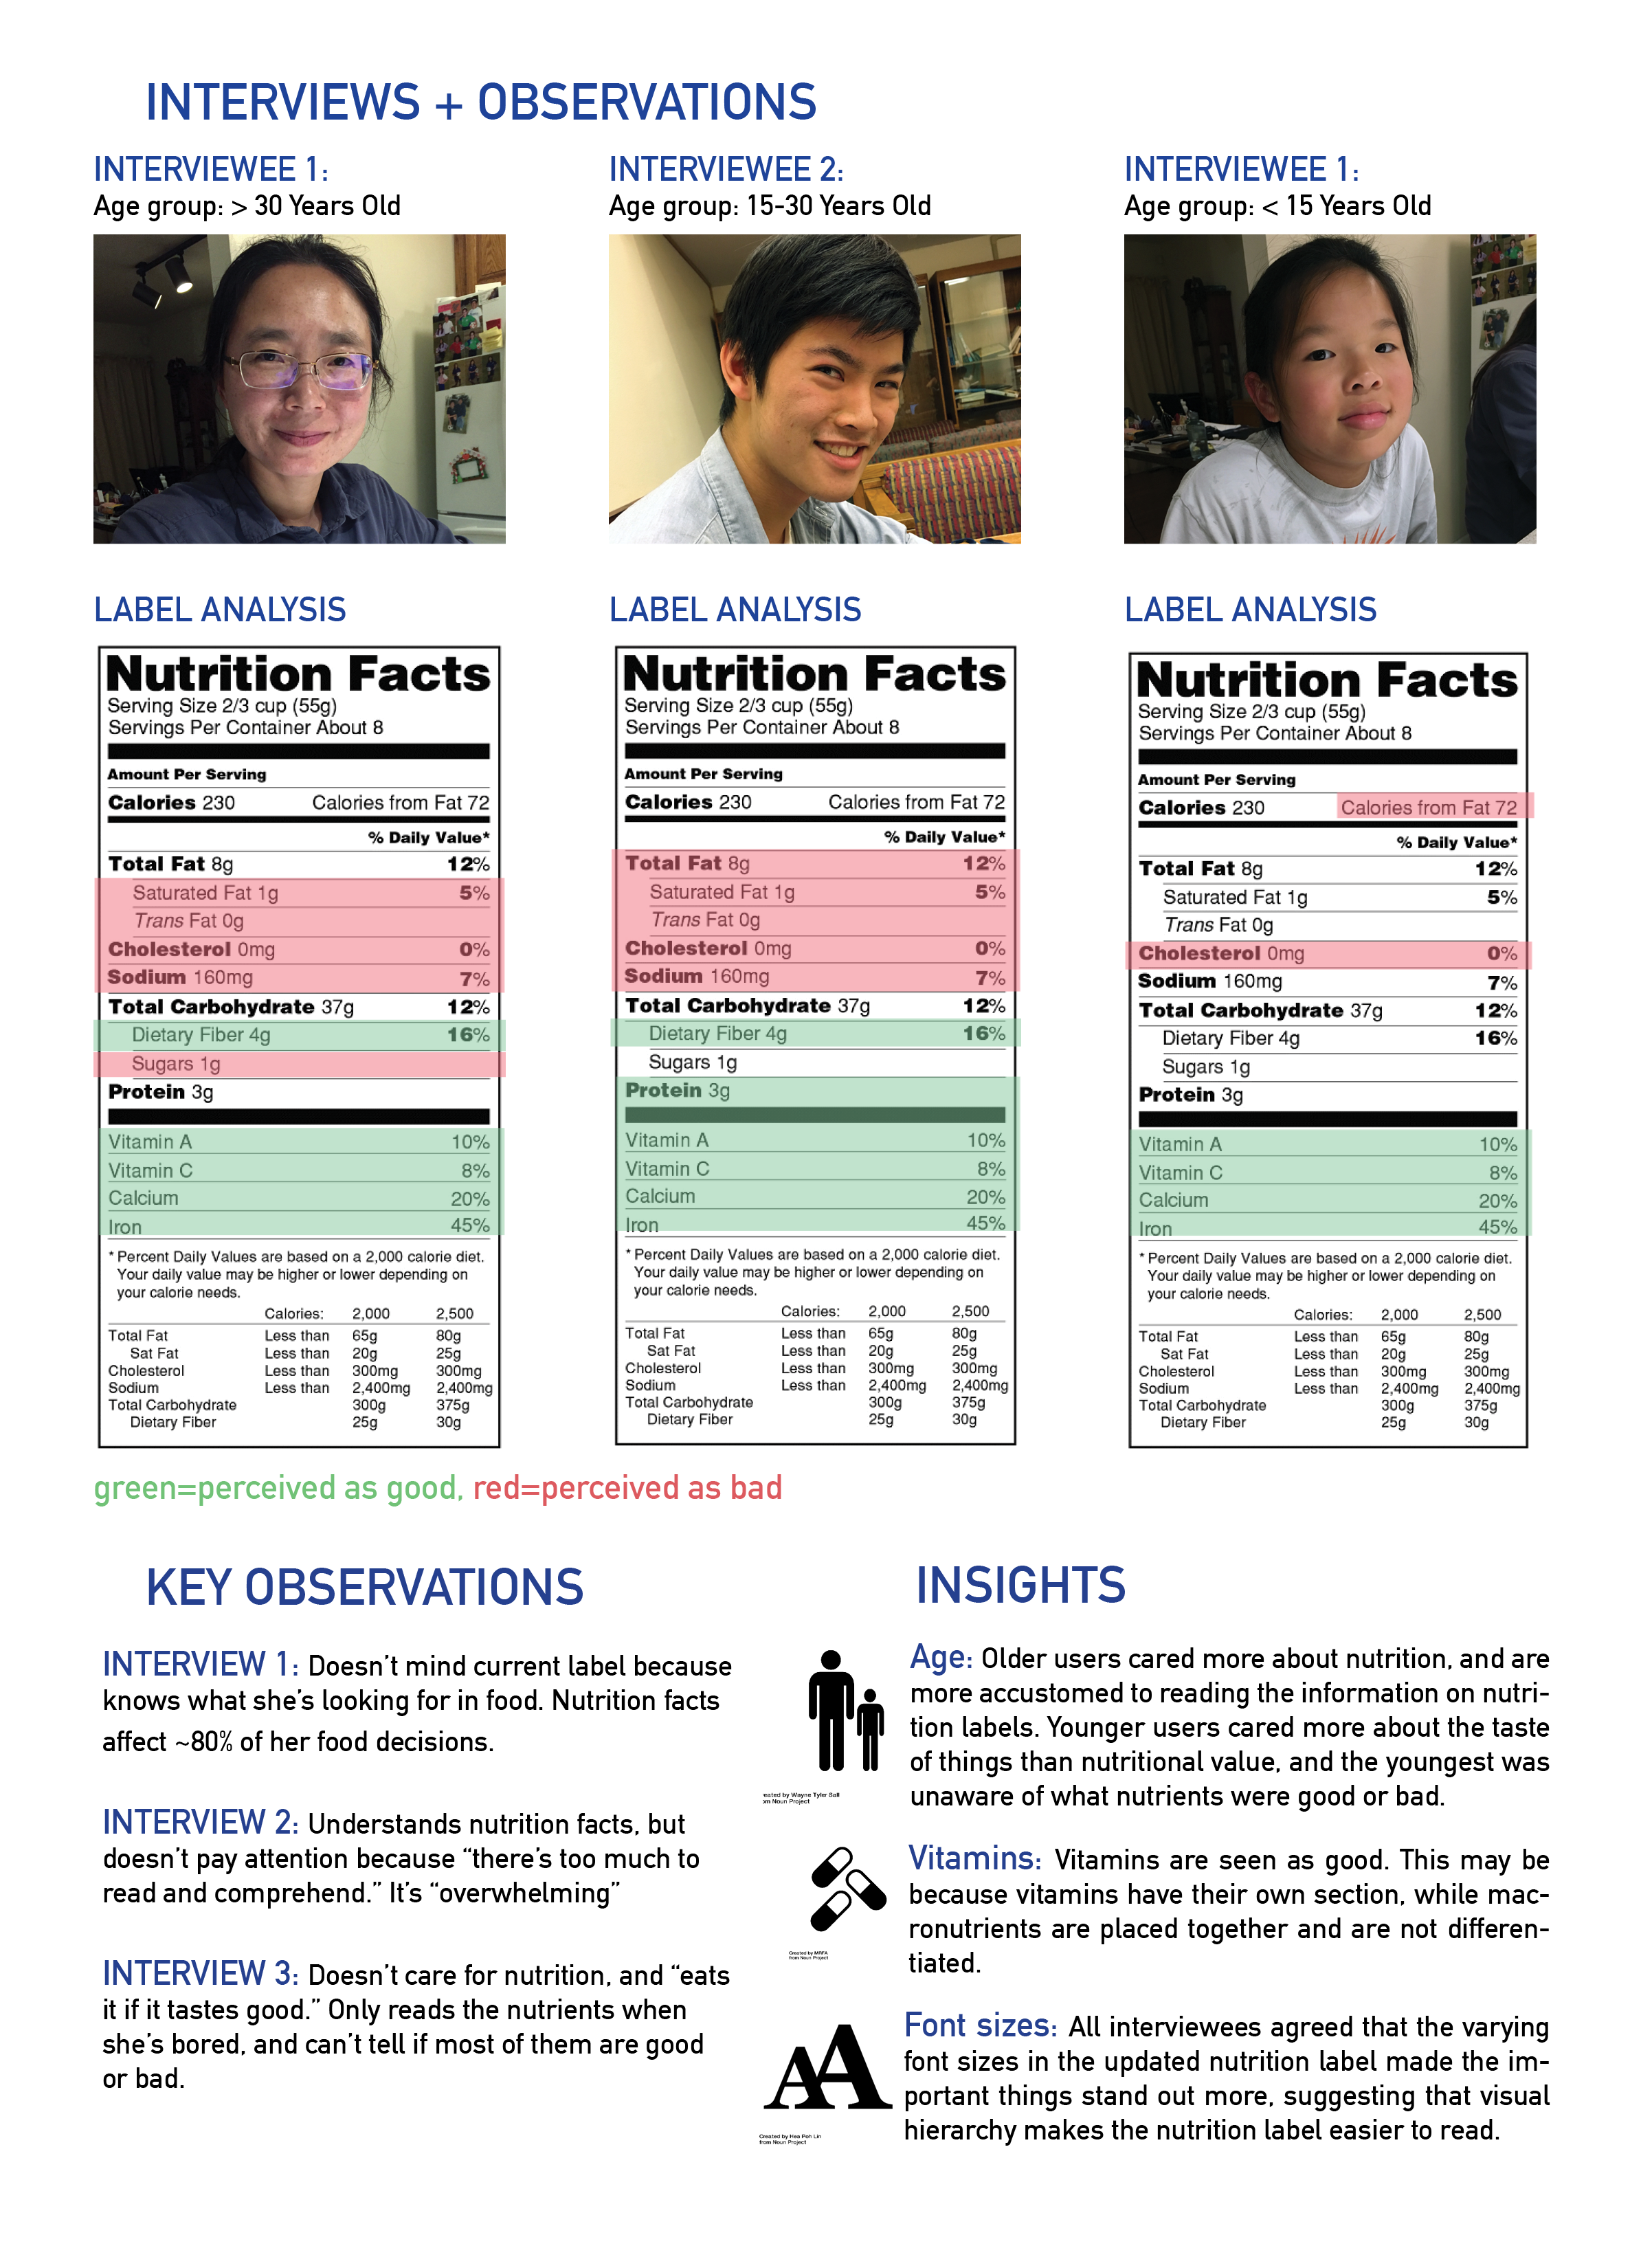 INTERVIEWS + OBSERVATIONS
INTERVIEWEE 1:
Age group: > 30 Years Old
INTERVIEWEE 2:
Age group: 15-30 Years Old
INTERVIEWEE 1:
Age group: < 15 Years Old
LABEL ANALYSIS
Nutrition Facts
Serving Size 2/3 cup (55g)
Servings Per Container About 8
Amount Per Serving
Calories 230 Calories from Fat 72
% Daily Value*
Total Fat 8g 12%
Saturated Fat 1g 5%
Trans Fat 0g
Cholesterol 0mg 0%
Sodium 160mg 7%
Total Carbohydrate 37g 12%
Dietary Fiber 4g 16%
Sugars 1g
Protein 3g
Vitamin A 10%
Vitamin C 8%
Calcium 20%
Iron 45%
* Percent Daily Values are based on a 2,000 calorie diet.
Your daily value may be higher or lower depending on
your calorie needs.
Calories: 2,000 2,500
Total Fat Less than 65g 80g
Sat Fat Less than 20g 25g
Cholesterol Less than 300mg 300mg
Sodium Less than 2,400mg 2,400mg
Total Carbohydrate 300g 375g
Dietary Fiber 25g 30g
LABEL ANALYSIS
Nutrition Facts
Serving Size 2/3 cup (55g)
Servings Per Container About 8
Amount Per Serving
Calories 230 Calories from Fat 72
% Daily Value*
Total Fat 8g 12%
Saturated Fat 1g 5%
Trans Fat 0g
Cholesterol 0mg 0%
Sodium 160mg 7%
Total Carbohydrate 37g 12%
Dietary Fiber 4g 16%
Sugars 1g
Protein 3g
Vitamin A 10%
Vitamin C 8%
Calcium 20%
Iron 45%
* Percent Daily Values are based on a 2,000 calorie diet.
Your daily value may be higher or lower depending on
your calorie needs.
Calories: 2,000 2,500
Total Fat Less than 65g 80g
Sat Fat Less than 20g 25g
Cholesterol Less than 300mg 300mg
Sodium Less than 2,400mg 2,400mg
Total Carbohydrate 300g 375g
Dietary Fiber 25g 30g
LABEL ANALYSIS
Nutrition Facts
Serving Size 2/3 cup (55g)
Servings Per Container About 8
Amount Per Serving
Calories 230 Calories from Fat 72
% Daily Value*
Total Fat 8g 12%
Saturated Fat 1g 5%
Trans Fat 0g
Cholesterol 0mg 0%
Sodium 160mg 7%
Total Carbohydrate 37g 12%
Dietary Fiber 4g 16%
Sugars 1g
Protein 3g
Vitamin A 10%
Vitamin C 8%
Calcium 20%
Iron 45%
* Percent Daily Values are based on a 2,000 calorie diet.
Your daily value may be higher or lower depending on
your calorie needs.
Calories: 2,000 2,500
Total Fat Less than 65g 80g
Sat Fat Less than 20g 25g
Cholesterol Less than 300mg 300mg
Sodium Less than 2,400mg 2,400mg
Total Carbohydrate 300g 375g
Dietary Fiber 25g 30g
green=perceived as good, red=perceived as bad
KEY OBSERVATIONS
INTERVIEW 1: Doesn't mind current label because
knows what she's looking for in food. Nutrition facts
affect ~80% of her food decisions.
INTERVIEW 2: Understands nutrition facts, but
doesn't pay attention because “there's too much to
read and comprehend.” It's “overwhelming”
INTERVIEW 3: Doesn't care for nutrition, and “eats
it if it tastes good.” Only reads the nutrients when
she's bored, and can't tell if most of them are good
or bad.
INSIGHTS
Age: Older users cared more about nutrition, and are
more accustomed to reading the information on nutri-
tion labels. Younger users cared more about the taste
of things than nutritional value, and the youngest was
unaware of what nutrients were good or bad.
eated by Wayne Tyler Sall
om Noun Project
Vitamins: Vitamins are seen as good. This may be
because vitamins have their own section, while mac-
ronutrients are placed together and are not differen-
tiated.
Created by MRFA
from Noun Project
Font sizes: All interviewees agreed that the varying
font sizes in the updated nutrition label made the im-
portant things stand out more, suggesting that visual
hierarchy makes the nutrition label easier to read.
Created by Hea Poh Lin
from Noun Project